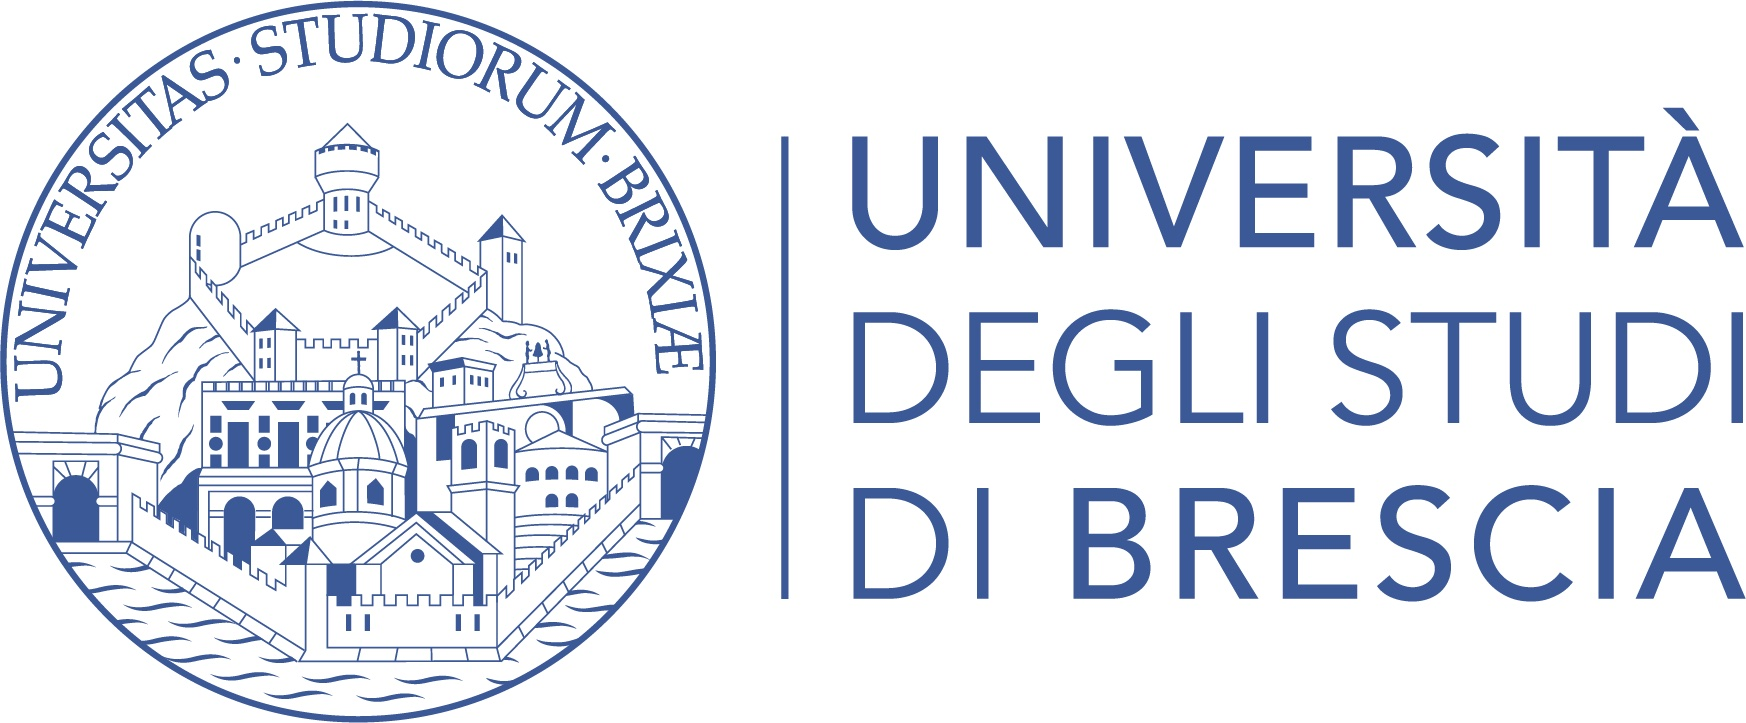 UNIVERSITAS · STUDIORUM · BRIXIÆ
UNIVERSITÀ
DEGLI STUDI
DI BRESCIA